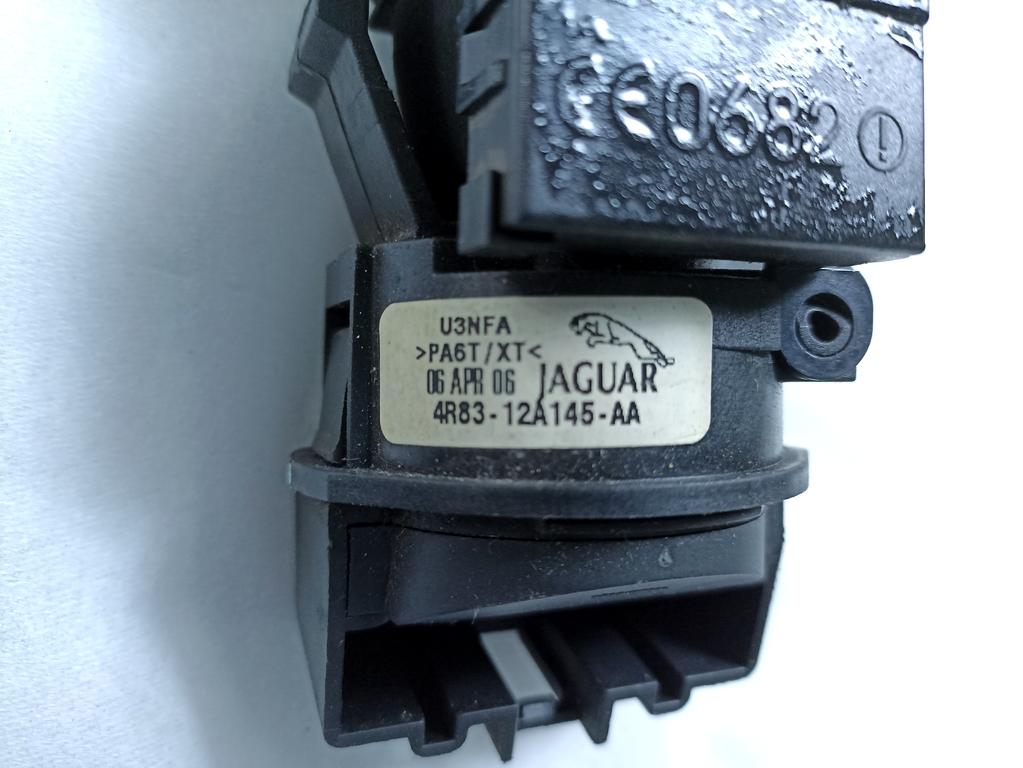 CE0682 !
U3NFA
>PA6T/XT<
06 APR 06 JAGUAR
4R83-12A145-AA